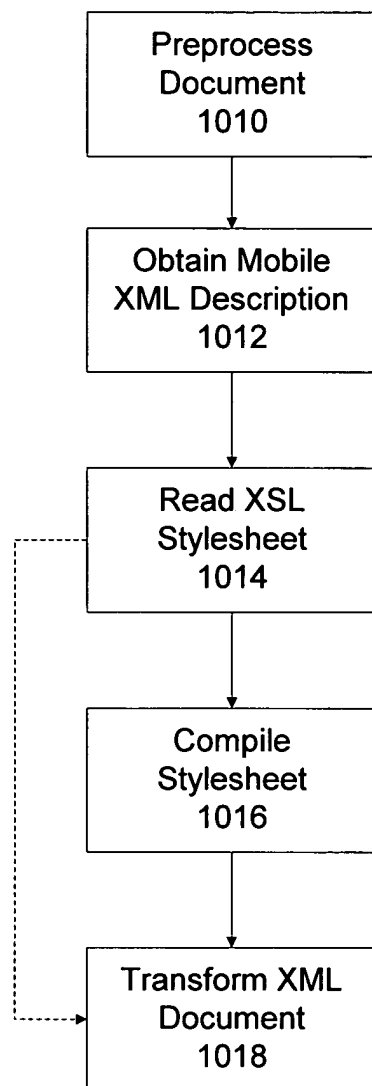 Preprocess
Document
1010
Obtain Mobile
XML Description
1012
Read XSL
Stylesheet
1014
Compile
Stylesheet
1016
Transform XML
Document
1018